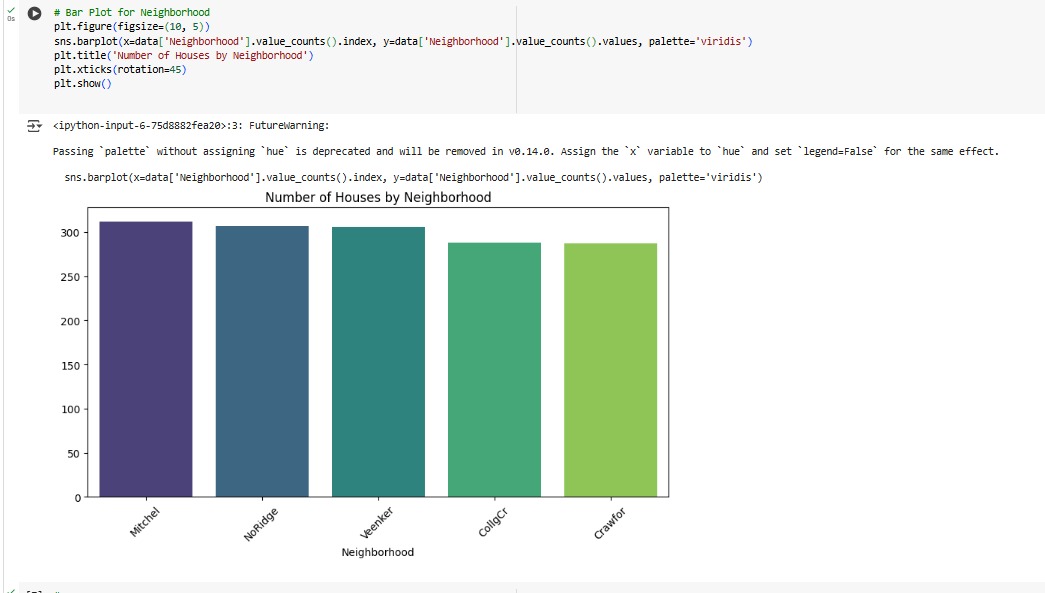 0s
# Bar Plot for Neighborhood
plt.figure(figsize=(10, 5))
sns.barplot(x=data['Neighborhood'].value_counts().index, y=data['Neighborhood'].value_counts().values, palette='viridis')
plt.title('Number of Houses by Neighborhood')
plt.xticks(rotation=45)
plt.show()
<ipython-input-6-75d8882fea20>:3: FutureWarning:
Passing `palette` without assigning `hue` is deprecated and will be removed in v0.14.0. Assign the `x` variable to `hue` and set `legend=False` for the same effect.
sns.barplot(x=data['Neighborhood'].value_counts().index, y=data['Neighborhood'].value_counts().values, palette='viridis')
Number of Houses by Neighborhood
300
250
200
150
100
50
0
Mitchel
NoRidge
Veenker
CollgCr
Crawfor
Neighborhood